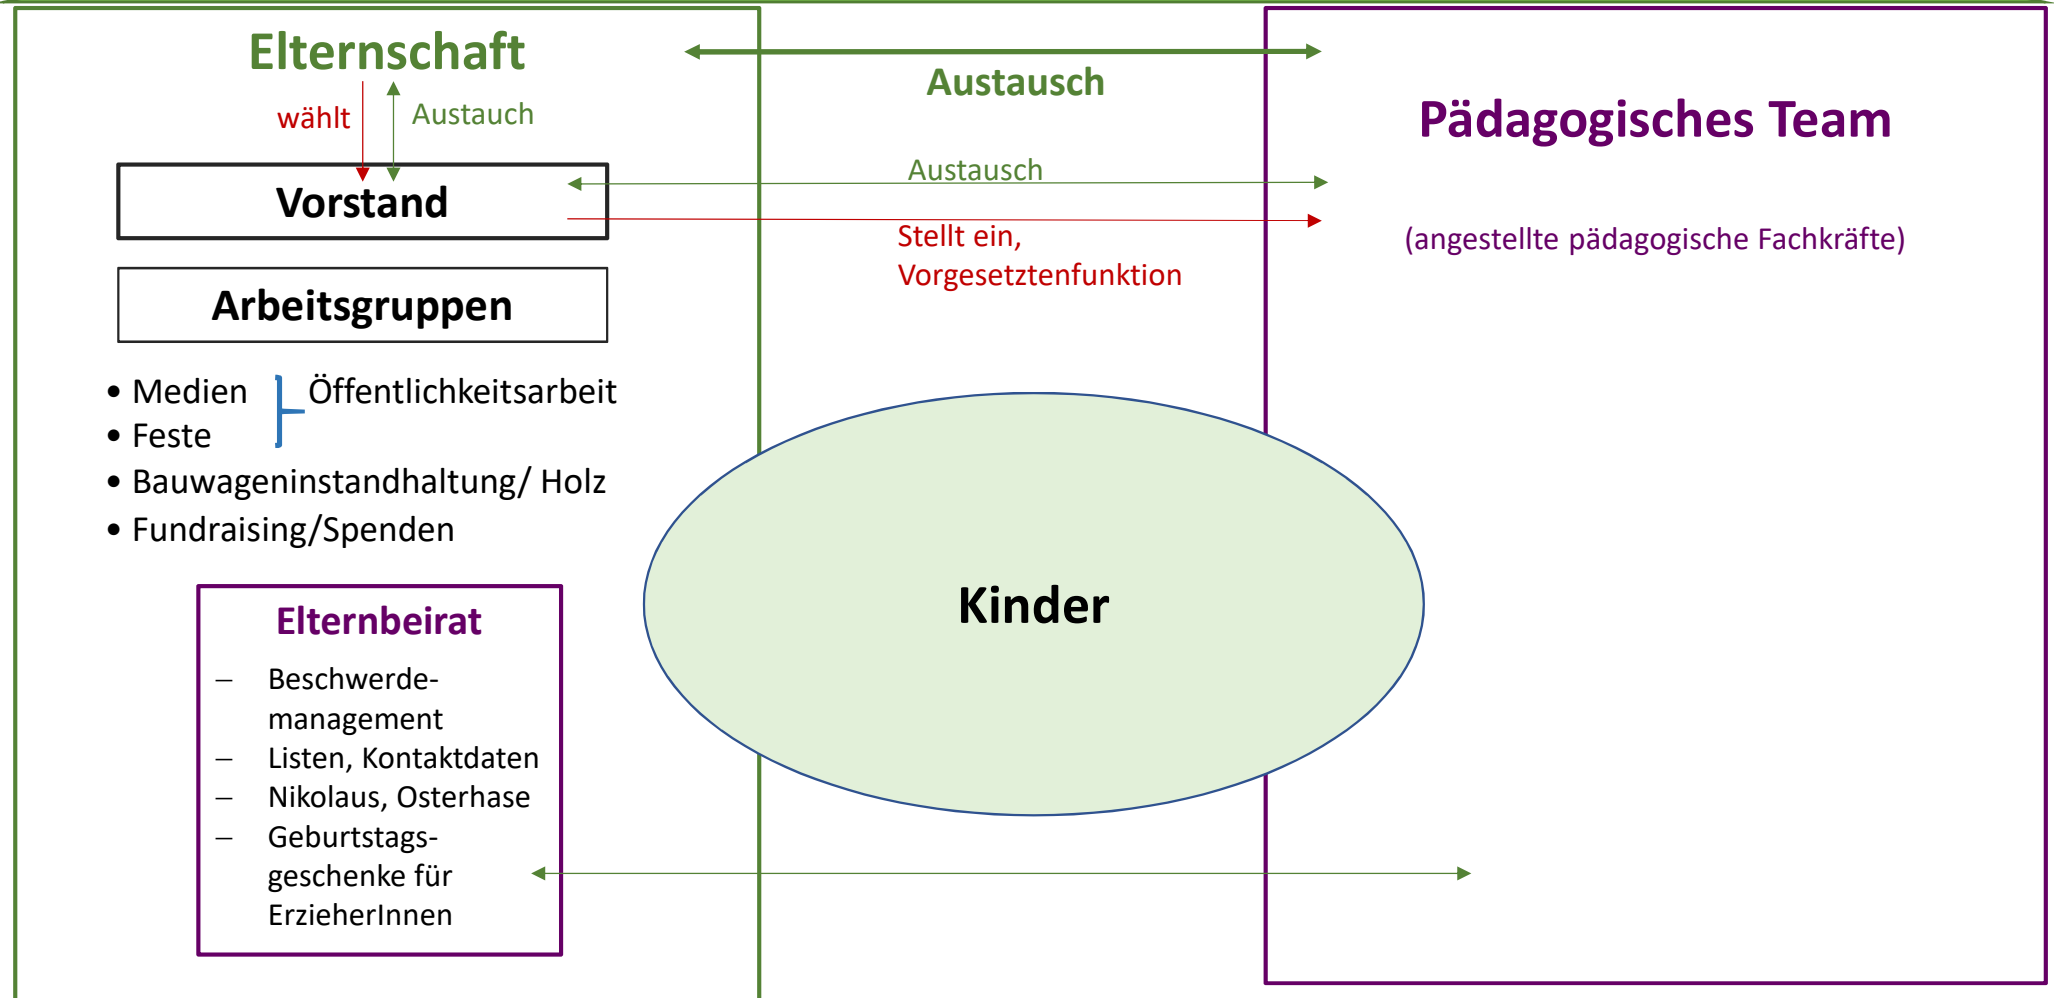 Elternschaft
wählt
Austauch
Vorstand
Arbeitsgruppen
• Medien
• Feste
Öffentlichkeitsarbeit
• Bauwageninstandhaltung/ Holz
• Fundraising/Spenden
Elternbeirat
– Beschwerde-
management
– Listen, Kontaktdaten
– Nikolaus, Osterhase
– Geburtstags-
geschenke für
ErzieherInnen
Austausch
Austausch
Stellt ein,
Vorgesetztenfunktion
Kinder
Pädagogisches Team
(angestellte pädagogische Fachkräfte)